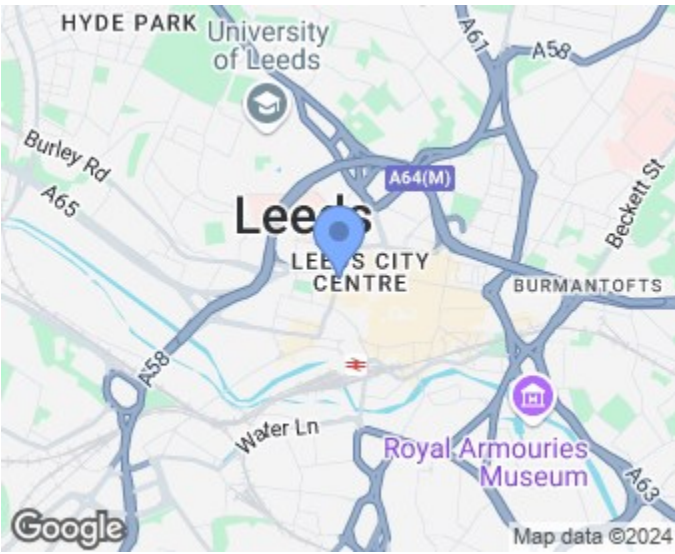 HYDE PARK
University
of Leeds
A61
A58
Burley Rd
A65
A64(M)
Beckett St
Leeds
LEEDS CITY
CENTRE
BURMANTOFTS
A58
Water Ln
Royal Armouries
Museum
A63
Google
Map data ©2024